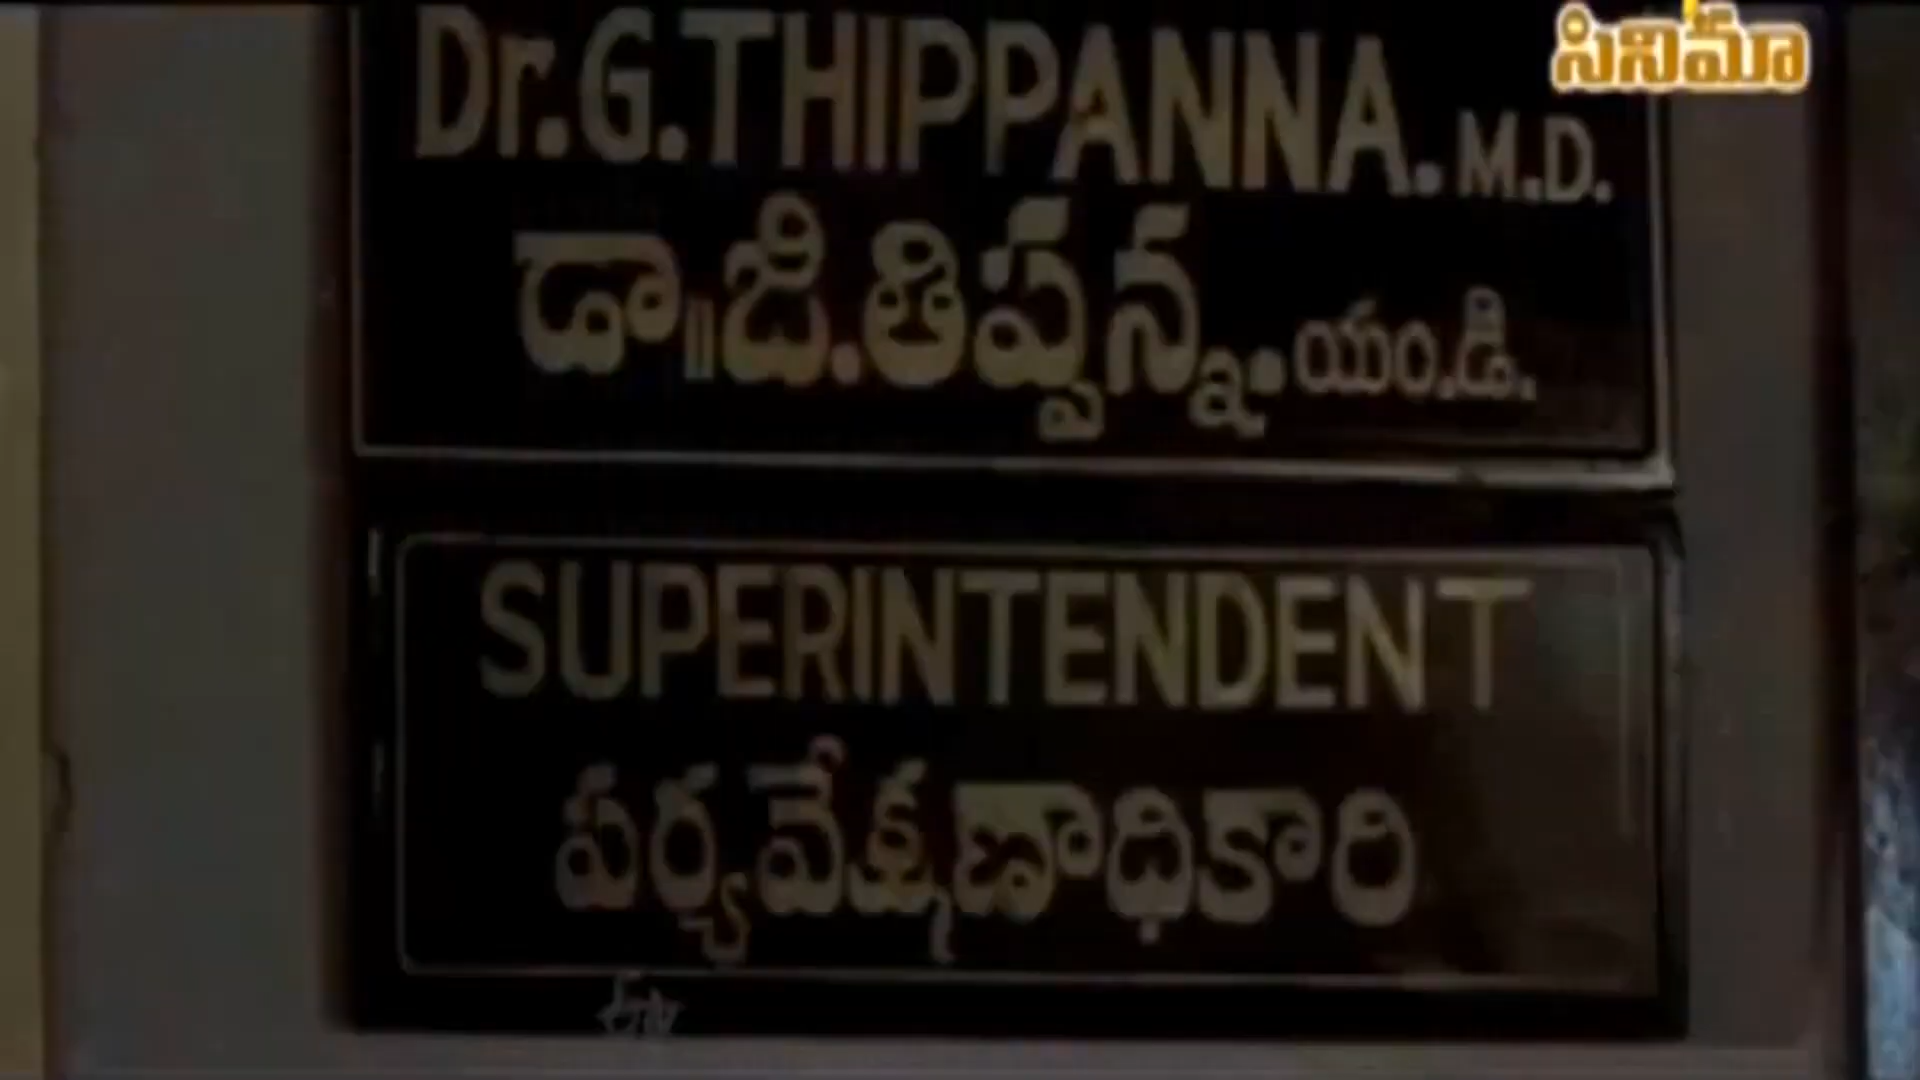 సినిమా
Dr.G.THIPPANNA. M.D.
డా||జి.తిప్పన్న. యం.డి.
SUPERINTENDENT
పర్యవేక్షణాధికారి